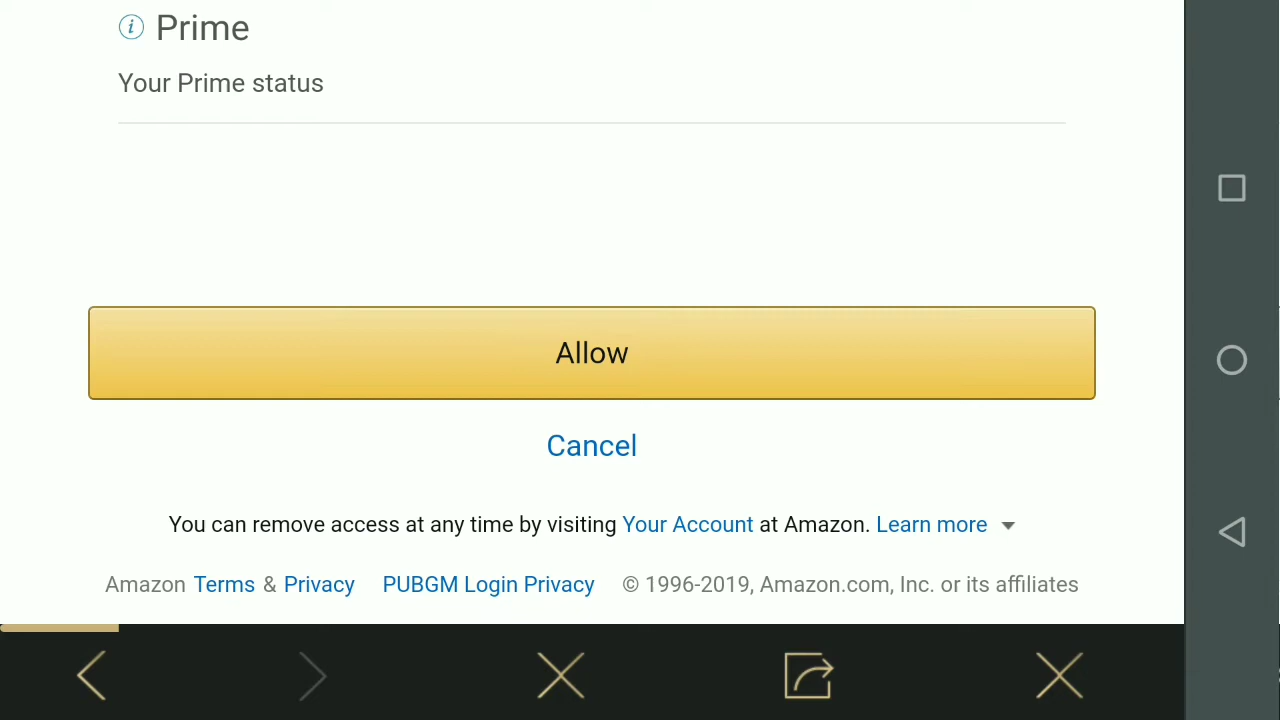 Prime
Your Prime status
Allow
Cancel
You can remove access at any time by visiting Your Account at Amazon. Learn more
Amazon Terms & Privacy PUBGM Login Privacy © 1996-2019, Amazon.com, Inc. or its affiliates